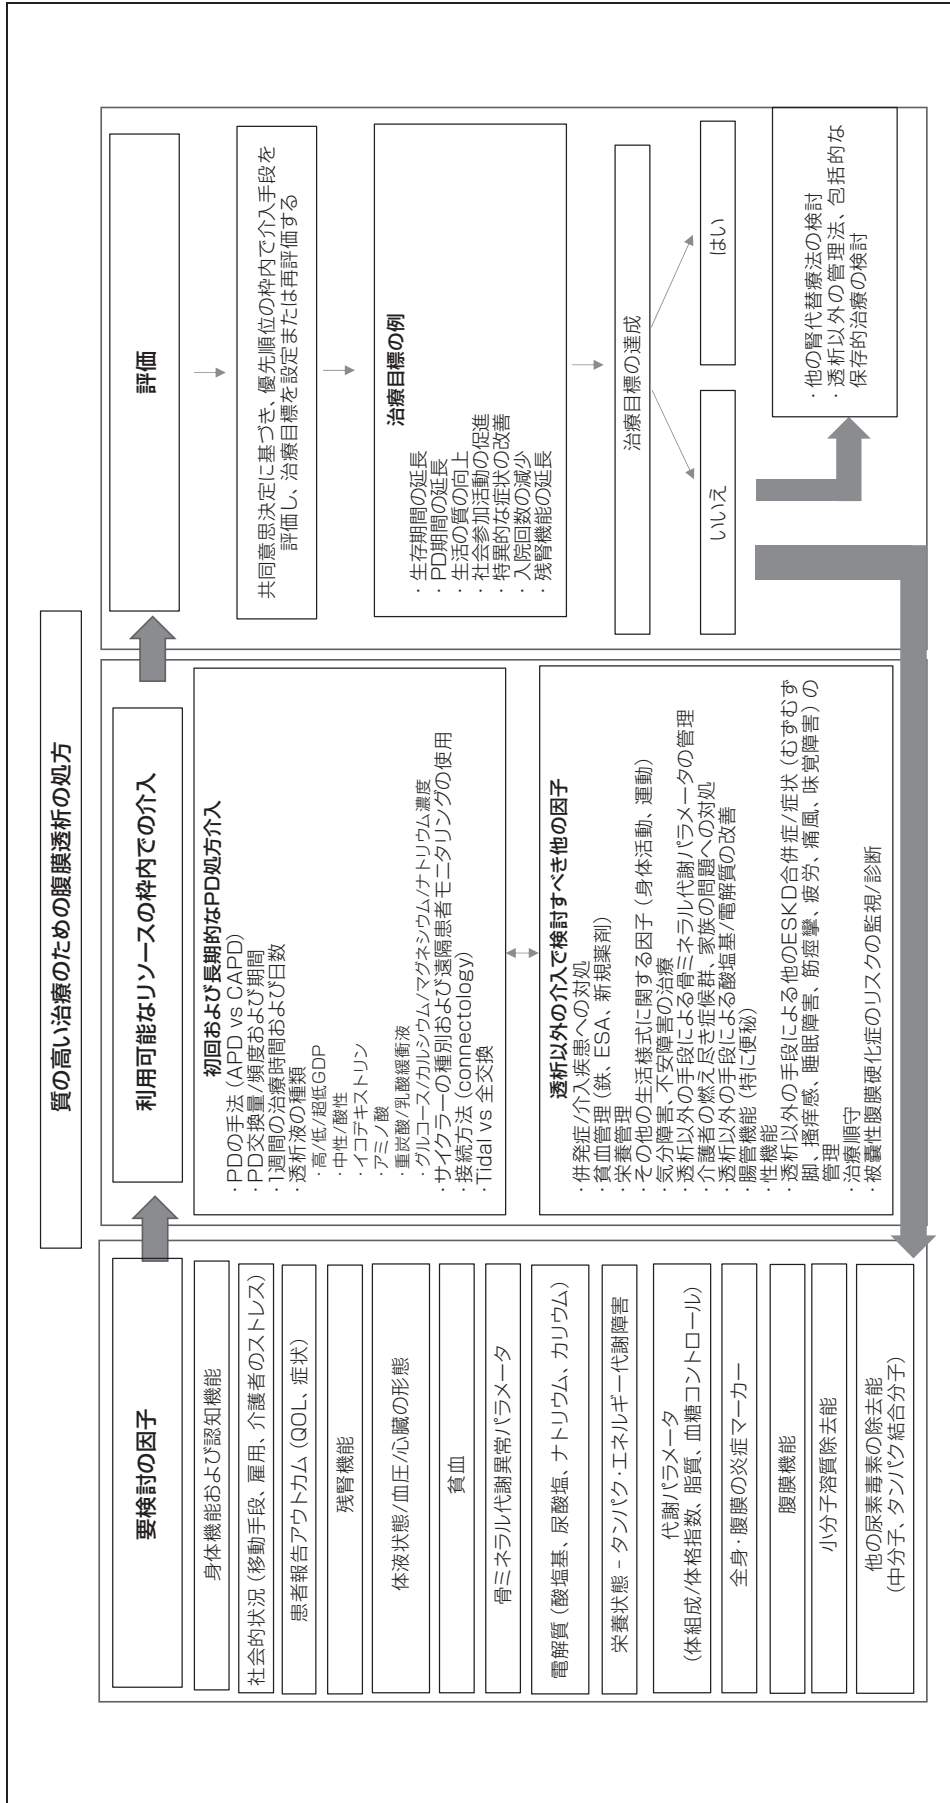 質の高い治療のための腹膜透析の処方
要検討の因子
身体機能および認知機能
社会的状況（移動手段、雇用、介護者のストレス）
患者報告アウトカム（QOL、症状）
残腎機能
体液状態/血圧/心臓の形態
貧血
骨ミネラル代謝異常パラメータ
電解質（酸塩基、尿酸塩、ナトリウム、カリウム）
栄養状態 – タンパク・エネルギー代謝障害
代謝パラメータ
（体組成/体格指数、脂質、血糖コントロール）
全身・腹膜の炎症マーカー
腹膜機能
小分子溶質除去能
他の尿素毒素の除去能
（中分子、タンパク結合分子）
利用可能なリソースの枠内での介入
初回および長期的なPD処方介入
・PDの手法（APD vs CAPD）
・PD交換量/頻度および期間
・1週間の治療時間および日数
・透析液の種類
・高/低/超低GDP
・中性/酸性
・イコデキストリン
・アミノ酸
・重炭酸/乳酸緩衝液
・グルコース/カルシウム/マグネシウム/ナトリウム濃度
・サイクラーの種別および遠隔患者モニタリングの使用
・接続方法（connectology）
・Tidal vs 全交換
透析以外の介入で検討すべき他の因子
・併発症/介入疾患への対処
・貧血管理（鉄、ESA、新規薬剤）
・栄養管理
・その他の生活様式に関する因子（身体活動、運動）
・気分障害、不安障害の治療
・透析以外の手段による骨ミネラル代謝パラメータの管理
・介護者の燃え尽き症候群、家族の問題への対処
・透析以外の手段による酸塩基/電解質の改善
・腸管機能（特に便秘）
・性機能
・透析以外の手段による他のESKD合併症/症状（むずむず
脚、掻痒感、睡眠障害、筋痙攣、疲労、痛風、味覚障害）の
管理
・治療順守
・被嚢性腹膜硬化症のリスクの監視/診断
評価
共同意思決定に基づき、優先順位の枠内で介入手段を
評価し、治療目標を設定または再評価する
治療目標の例
・生存期間の延長
・PD期間の延長
・生活の質の向上
・社会参加活動の促進
・特異的な症状の改善
・入院回数の減少
・残腎機能の延長
治療目標の達成
いいえ
はい
・他の腎代替療法の検討
・透析以外の管理法、包括的な
保存的治療の検討